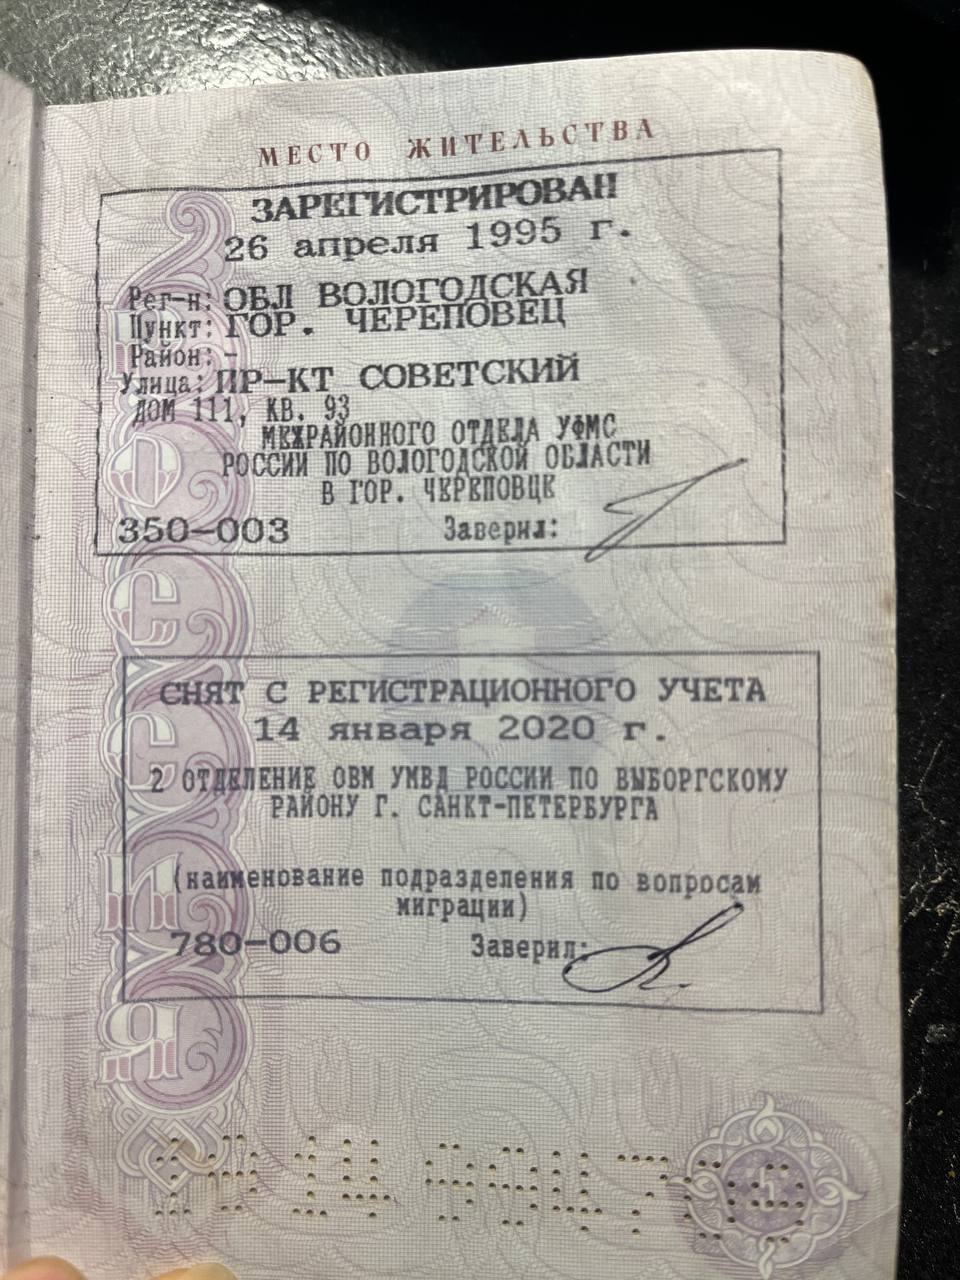 МЕСТО ЖИТЕЛЬСТВА
ЗАРЕГИСТРИРОВАН
26 апреля 1995 г.
Рег-н: ОБЛ ВОЛОГОДСКАЯ
Пункт: ГОР. ЧЕРЕПОВЕЦ
Район: -
Улица: ПР-КТ СОВЕТСКИЙ
ДОМ 111, КВ. 93
МЕЖРАЙОННОГО ОТДЕЛА УФМС
РОССИИ ПО ВОЛОГОДСКОЙ ОБЛАСТИ
В ГОР. ЧЕРЕПОВЦЕ
350-003 Заверил:
СНЯТ С РЕГИСТРАЦИОННОГО УЧЕТА
14 января 2020 г.
2 ОТДЕЛЕНИЕ ОВМ УМВД РОССИИ ПО ВЫБОРГСКОМУ
РАЙОНУ Г. САНКТ-ПЕТЕРБУРГА
(наименование подразделения по вопросам
миграции)
780-006 Заверил:
РОССИЯ
5